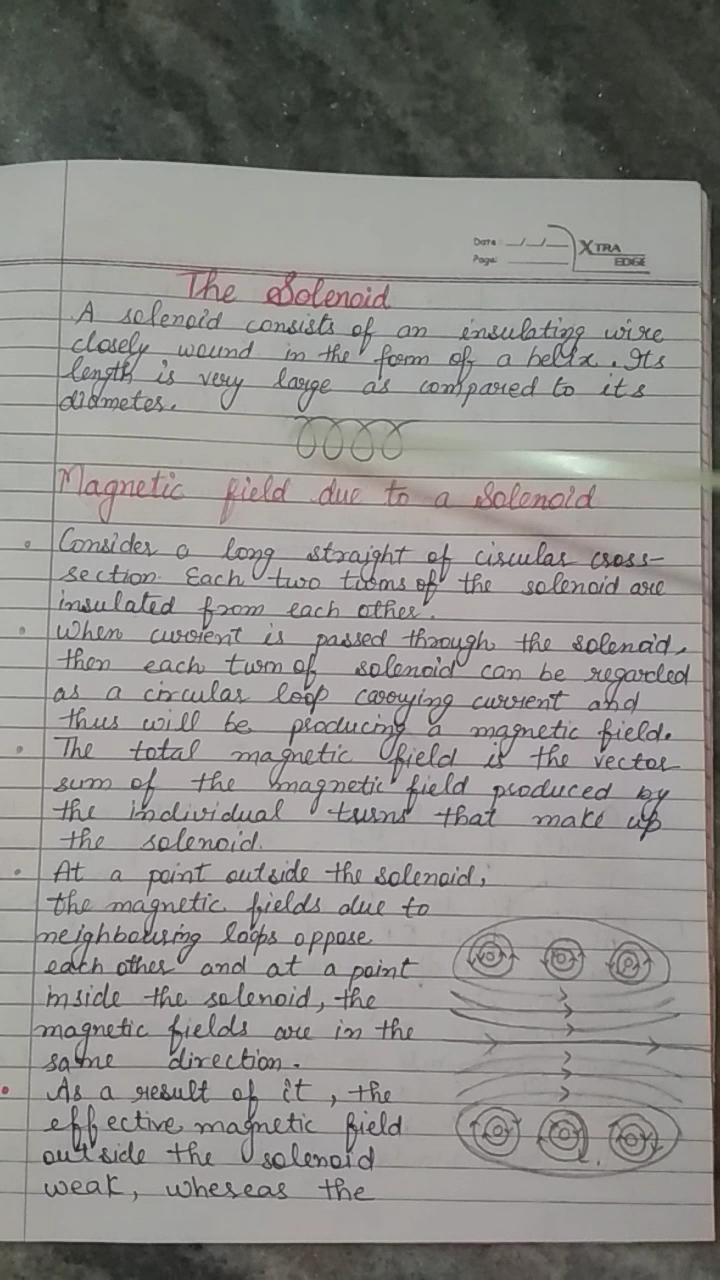 Date: __/__/__
Page: ______
XTRA EDGE
The Solenoid
A solenoid consists of an insulating wire
closely wound in the form of a helix. Its
length is very large as compared to its
diameter.
Magnetic field due to a Solenoid
Consider a long straight of circular cross-
section. Each two turns of the solenoid are
insulated from each other.
When current is passed through the solenoid,
then each turn of solenoid can be regarded
as a circular loop carrying current and
thus will be producing a magnetic field.
The total magnetic field is the vector
sum of the magnetic field produced by
the individual turns that make up
the solenoid.
At a point outside the solenoid,
the magnetic fields due to
neighbouring loops oppose
each other and at a point
inside the solenoid, the
magnetic fields are in the
same direction.
As a result of it, the
effective magnetic field
outside the solenoid
weak, whereas the